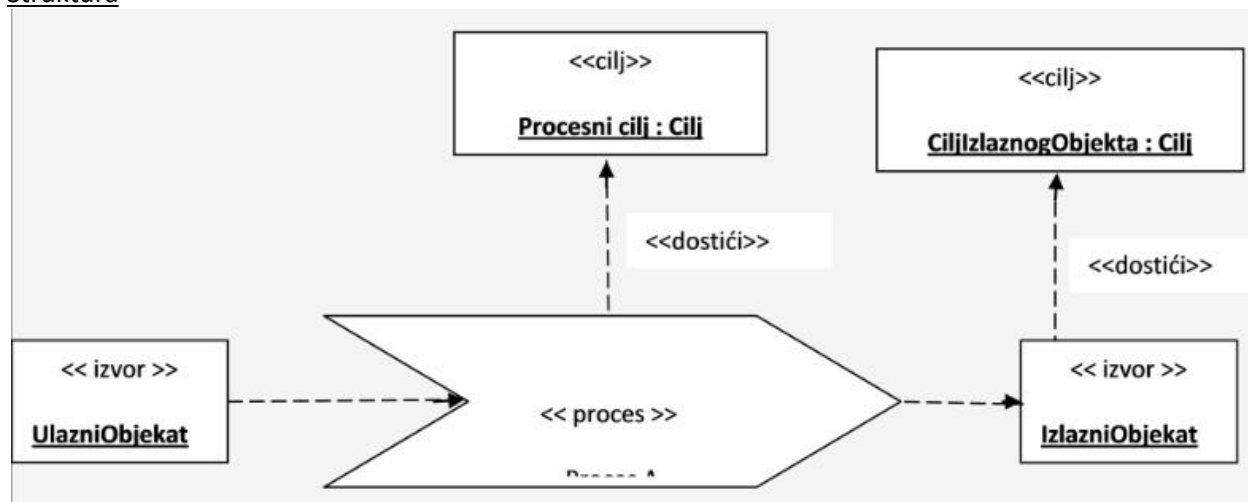 Struktura
<<cilj>>
Procesni cilj : Cilj
<<cilj>>
CiljIzlaznogObjekta : Cilj
<<dostići>>
<<dostići>>
<< izvor >>
UlazniObjekat
<< proces >>
<< izvor >>
IzlazniObjekat